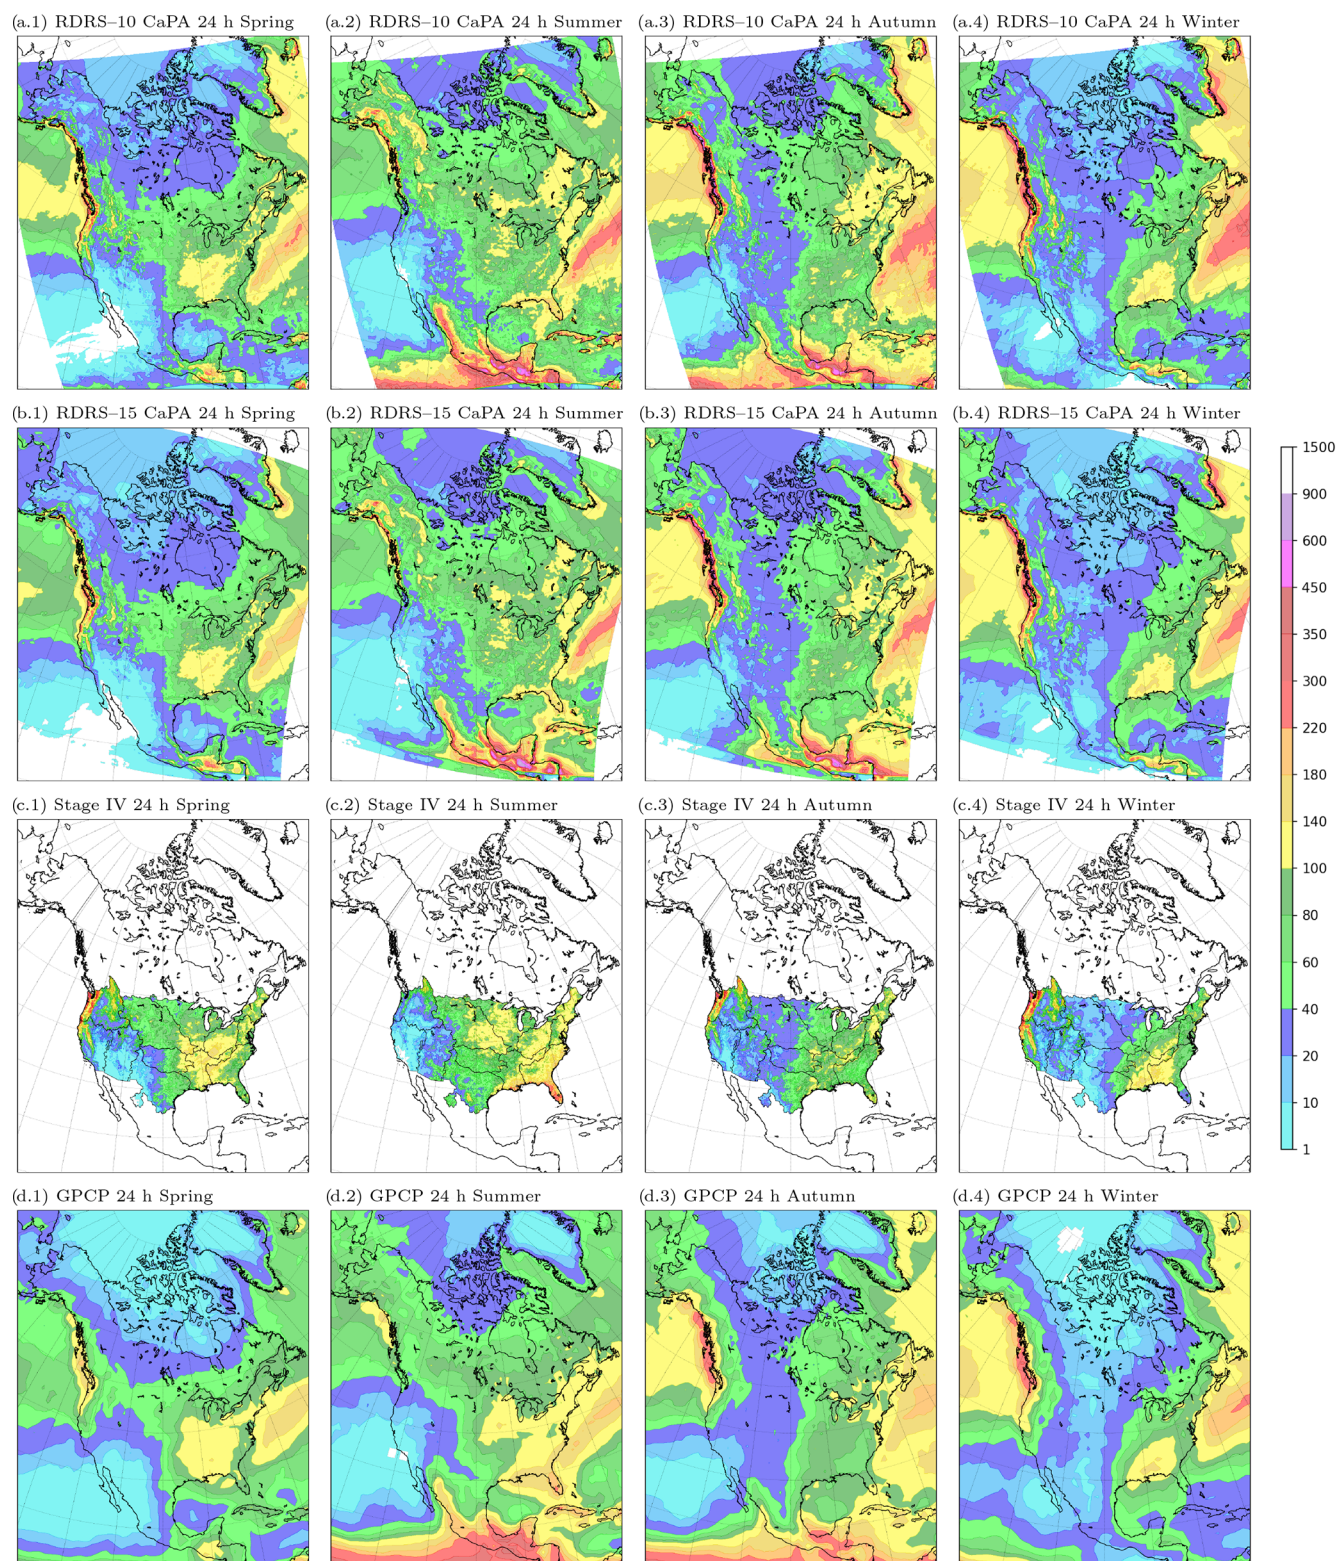 (a.1) RDRS–10 CaPA 24 h Spring
(a.2) RDRS–10 CaPA 24 h Summer
(a.3) RDRS–10 CaPA 24 h Autumn
(a.4) RDRS–10 CaPA 24 h Winter
(b.1) RDRS–15 CaPA 24 h Spring
(b.2) RDRS–15 CaPA 24 h Summer
(b.3) RDRS–15 CaPA 24 h Autumn
(b.4) RDRS–15 CaPA 24 h Winter
1500
900
600
450
350
300
220
180
140
100
80
60
40
20
10
1
(c.1) Stage IV 24 h Spring
(c.2) Stage IV 24 h Summer
(c.3) Stage IV 24 h Autumn
(c.4) Stage IV 24 h Winter
(d.1) GPCP 24 h Spring
(d.2) GPCP 24 h Summer
(d.3) GPCP 24 h Autumn
(d.4) GPCP 24 h Winter